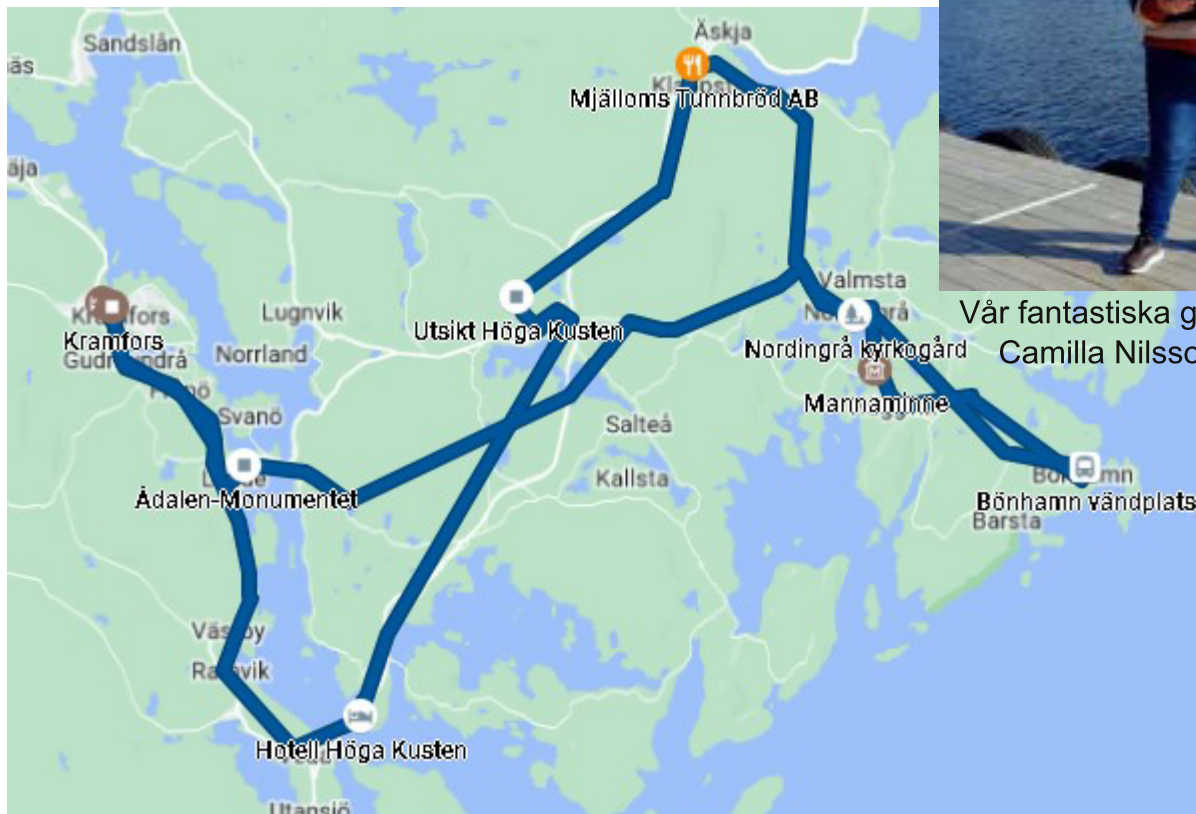 Äskja
Sandslån
Mjälloms Tunnbröd AB
Valmsta
Lugnvik
Kramfors
Utsikt Höga Kusten
Nordingrå kyrkogård
Norrland
Mannaminne
Svanö
Salteå
Kallsta
Ådalen-Monumentet
Bönhamn vändplats
Barsta
Hotell Höga Kusten
Utansjö
Vår fantastiska g
Camilla Nilsso